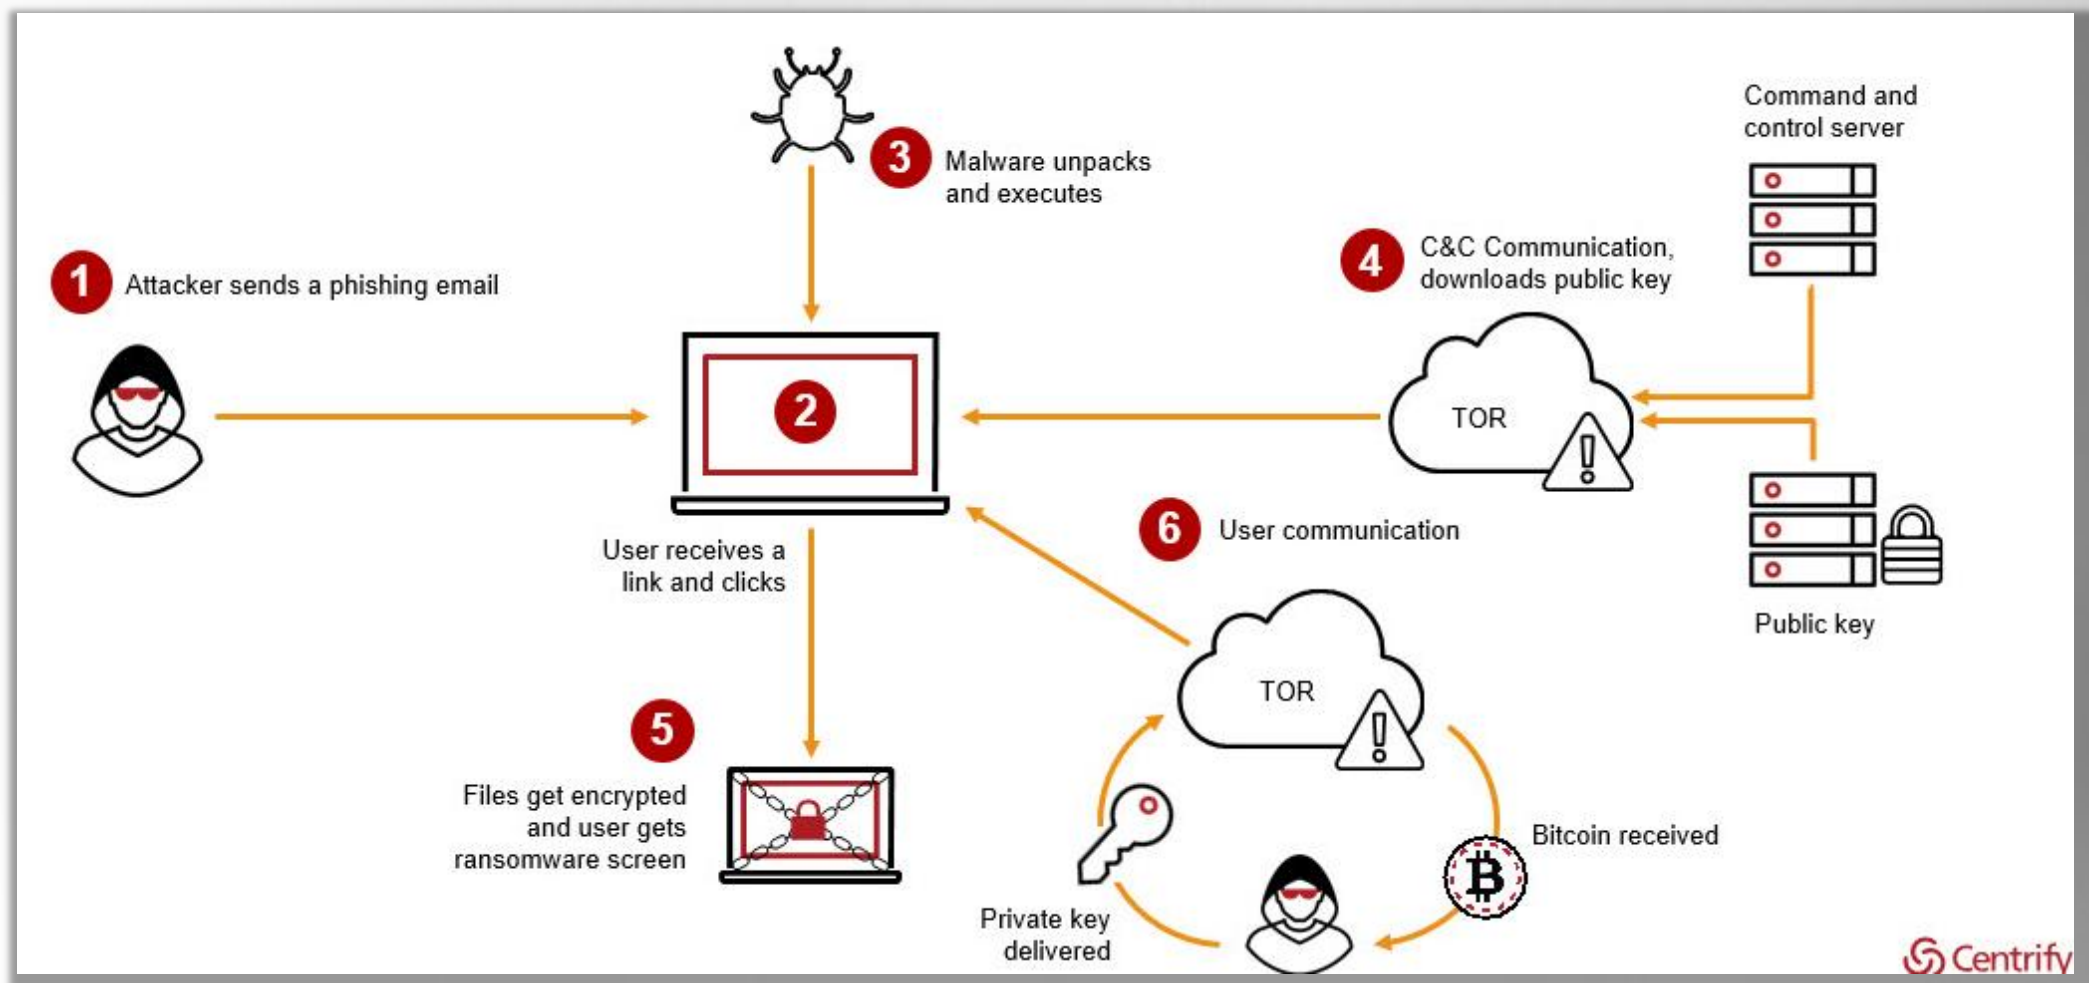 1
Attacker sends a phishing email
2
User receives a
link and clicks
3
Malware unpacks
and executes
4
C&C Communication,
downloads public key
Command and
control server
TOR
Public key
5
Files get encrypted
and user gets
ransomware screen
6
User communication
TOR
Bitcoin received
B
Private key
delivered
Centrify